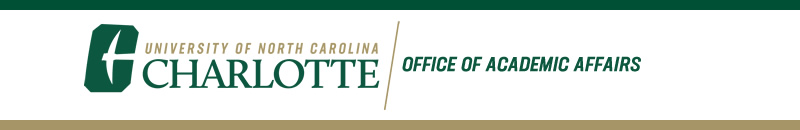 UNIVERSITY OF NORTH CAROLINA
CHARLOTTE
OFFICE OF ACADEMIC AFFAIRS